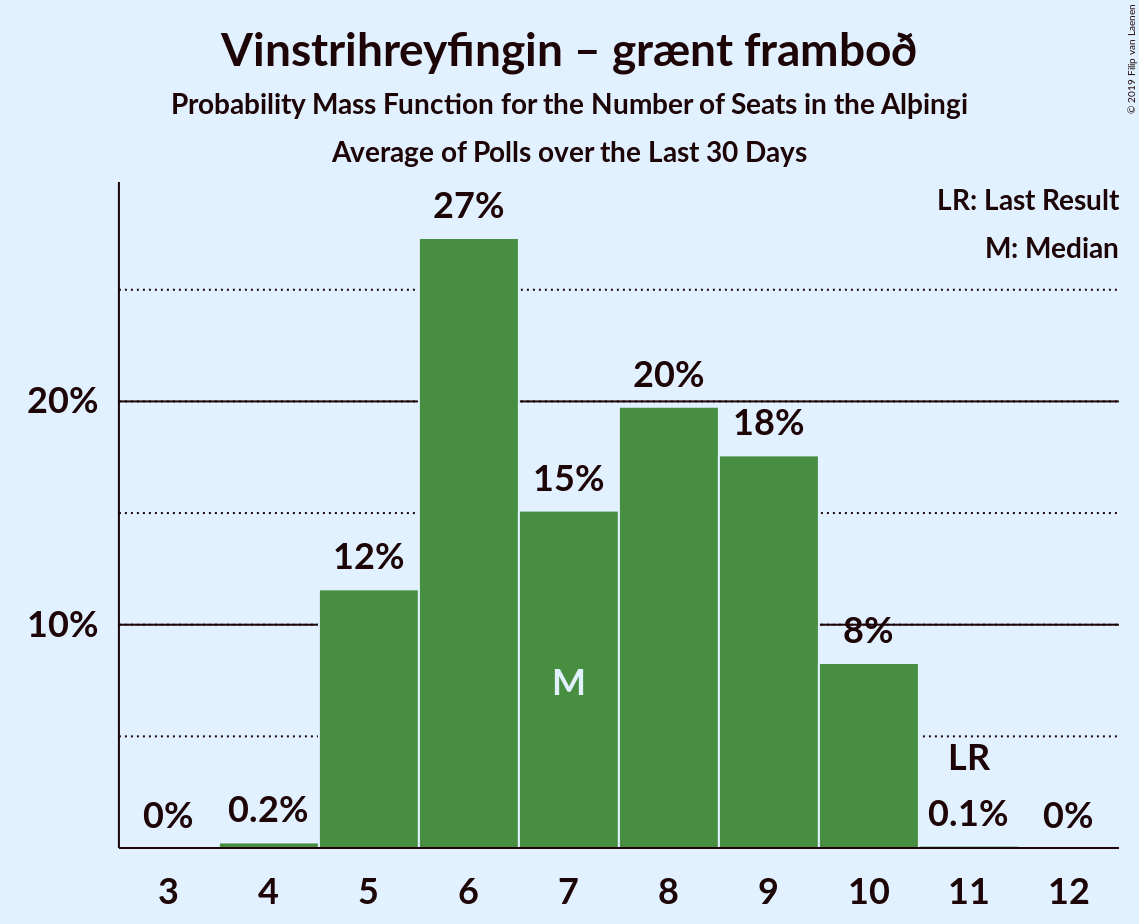 Vinstrihreyfingin – grænt framboð
Probability Mass Function for the Number of Seats in the Alþingi
Average of Polls over the Last 30 Days
© 2019 Filip van Laenen
LR: Last Result
M: Median
27%
20%
20%
18%
15%
12%
10%
8%
M
LR
0%
0.2%
0.1%
0%
3 4 5 6 7 8 9 10 11 12